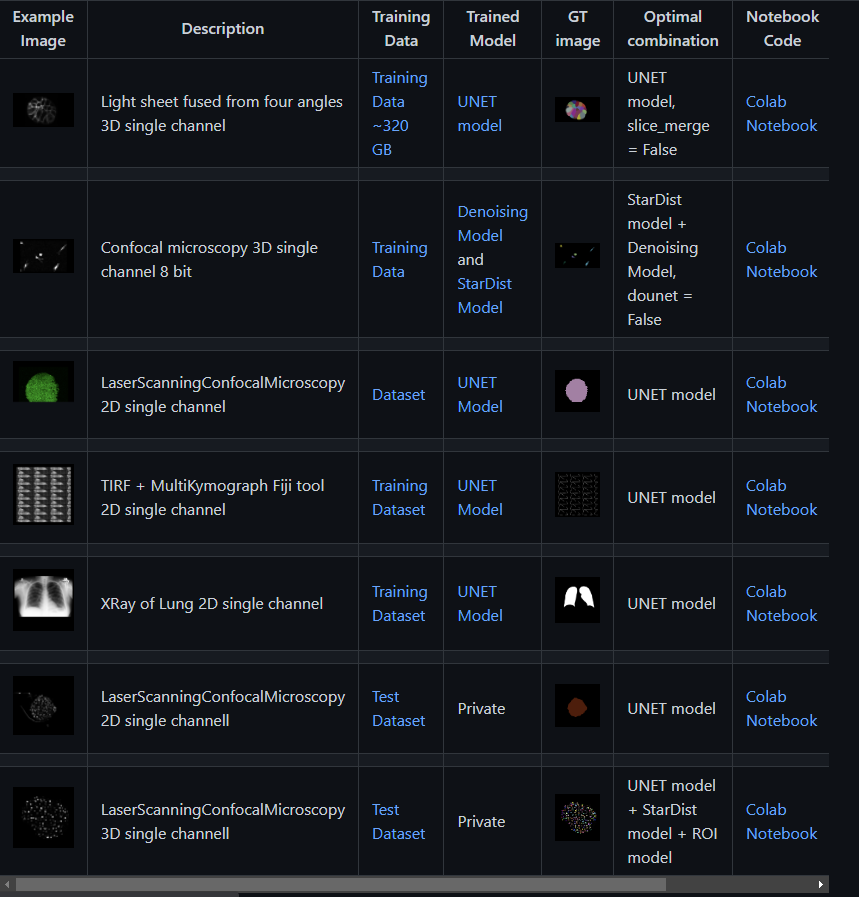 Example Image
Description
Training Data
Trained Model
GT image
Optimal combination
Notebook Code
Light sheet fused from four angles
3D single channel
Training
Data
~320
GB
UNET
model
UNET
model,
slice_merge
= False
Colab
Notebook
Confocal microscopy 3D single
channel 8 bit
Training
Data
Denoising
Model
and
StarDist
Model
StarDist
model +
Denoising
Model,
dounet =
False
Colab
Notebook
LaserScanningConfocalMicroscopy
2D single channel
Dataset
UNET
Model
UNET model
Colab
Notebook
TIRF + MultiKymograph Fiji tool
2D single channel
Training
Dataset
UNET
Model
UNET model
Colab
Notebook
XRay of Lung 2D single channel
Training
Dataset
UNET
Model
UNET model
Colab
Notebook
LaserScanningConfocalMicroscopy
2D single channell
Test
Dataset
Private
UNET model
Colab
Notebook
LaserScanningConfocalMicroscopy
3D single channell
Test
Dataset
Private
UNET model
+ StarDist
model + ROI
model
Colab
Notebook